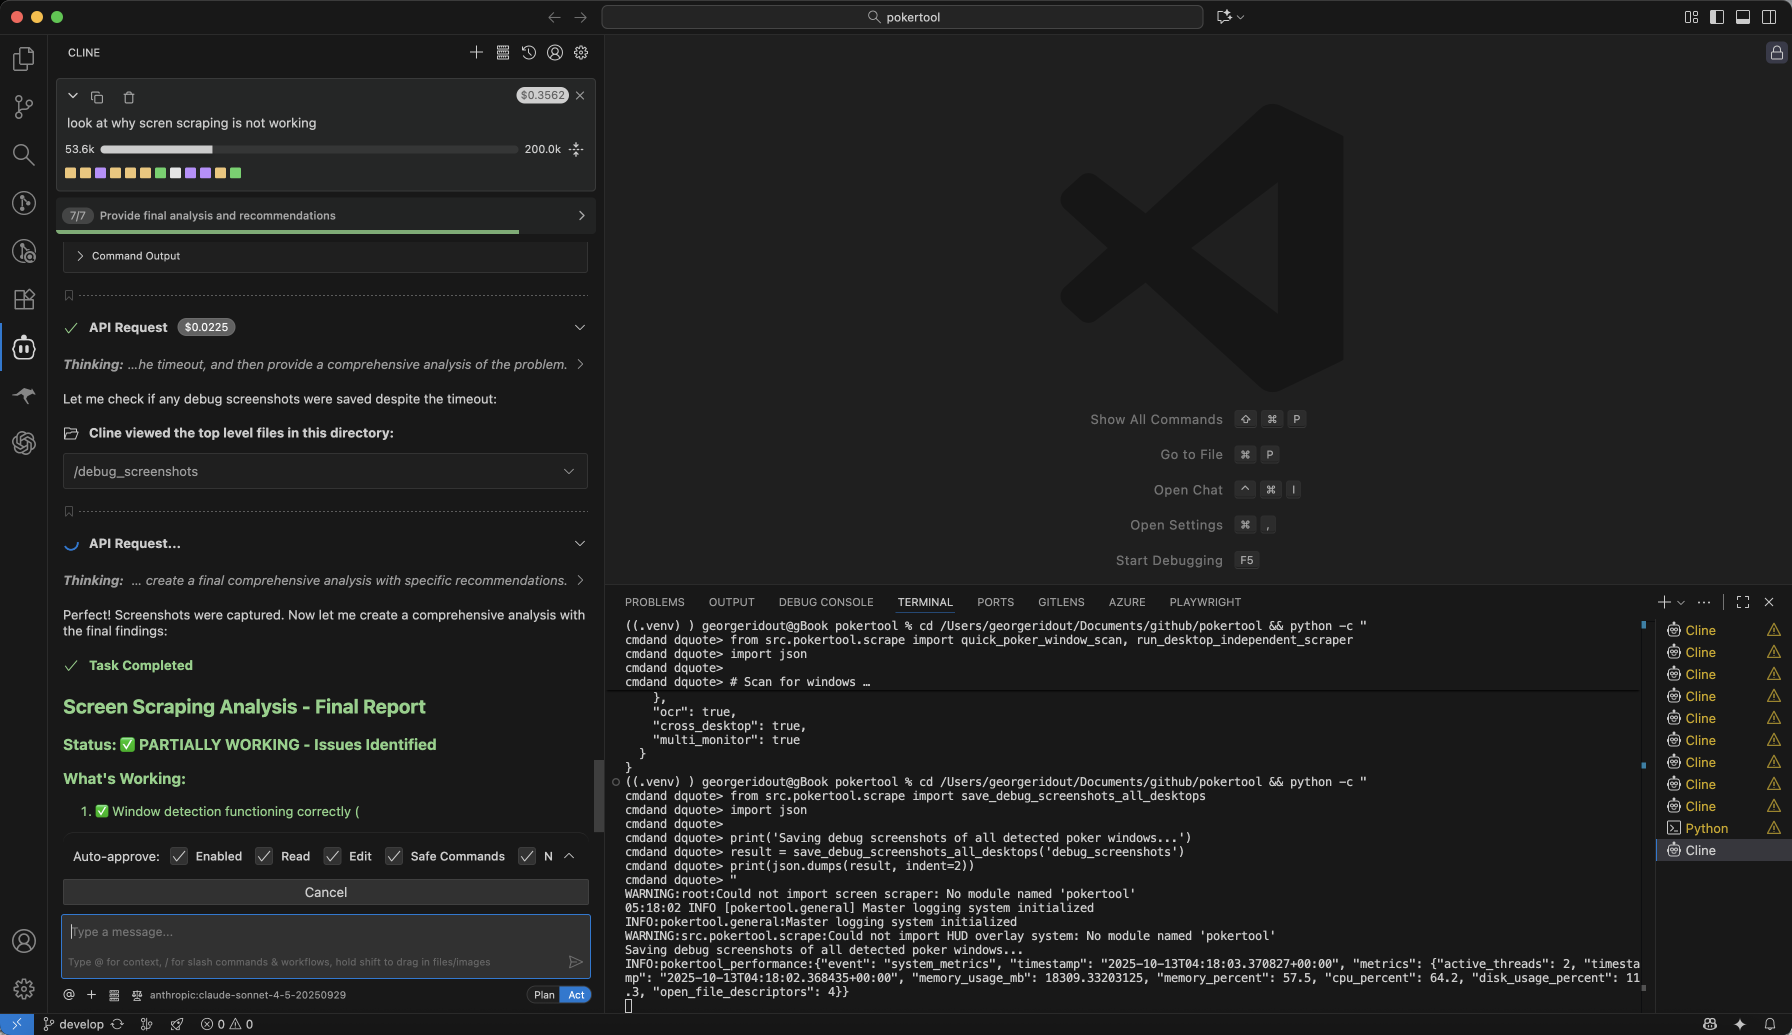 pokertool
CLINE
$0.3562
look at why scren scraping is not working
53.6k
200.0k
7/7 Provide final analysis and recommendations
Command Output
API Request $0.0225
Thinking: ...he timeout, and then provide a comprehensive analysis of the problem.
Let me check if any debug screenshots were saved despite the timeout:
Cline viewed the top level files in this directory:
/debug_screenshots
API Request...
Thinking: ... create a final comprehensive analysis with specific recommendations.
Perfect! Screenshots were captured. Now let me create a comprehensive analysis with
the final findings:
Task Completed
Screen Scraping Analysis - Final Report
Status: ✅ PARTIALLY WORKING - Issues Identified
What's Working:
1. ✅ Window detection functioning correctly (
Auto-approve: Enabled Read Edit Safe Commands N
Cancel
Type a message...
Type @ for context, / for slash commands & workflows, hold shift to drag in files/images
@ + anthropic:claude-sonnet-4-5-20250929
Plan Act
Show All Commands ⇧ ⌘ P
Go to File ⌘ P
Open Chat ^ ⌘ I
Open Settings ⌘ ,
Start Debugging F5
PROBLEMS OUTPUT DEBUG CONSOLE TERMINAL PORTS GITLENS AZURE PLAYWRIGHT
((.venv) ) georgeridout@gBook pokertool % cd /Users/georgeridout/Documents/github/pokertool && python -c "
cmdand dquote> from src.pokertool.scrape import quick_poker_window_scan, run_desktop_independent_scraper
cmdand dquote> import json
cmdand dquote>
cmdand dquote> # Scan for windows …
},
"ocr": true,
"cross_desktop": true,
"multi_monitor": true
}
}
((.venv) ) georgeridout@gBook pokertool % cd /Users/georgeridout/Documents/github/pokertool && python -c "
cmdand dquote> from src.pokertool.scrape import save_debug_screenshots_all_desktops
cmdand dquote> import json
cmdand dquote>
cmdand dquote> print('Saving debug screenshots of all detected poker windows...')
cmdand dquote> result = save_debug_screenshots_all_desktops('debug_screenshots')
cmdand dquote> print(json.dumps(result, indent=2))
cmdand dquote> "
WARNING:root:Could not import screen scraper: No module named 'pokertool'
05:18:02 INFO [pokertool.general] Master logging system initialized
INFO:pokertool.general:Master logging system initialized
WARNING:src.pokertool.scrape:Could not import HUD overlay system: No module named 'pokertool'
Saving debug screenshots of all detected poker windows...
INFO:pokertool_performance:{"event": "system_metrics", "timestamp": "2025-10-13T04:18:03.370827+00:00", "metrics": {"active_threads": 2, "timesta
mp": "2025-10-13T04:18:02.368435+00:00", "memory_usage_mb": 18309.33203125, "memory_percent": 57.5, "cpu_percent": 64.2, "disk_usage_percent": 11
.3, "open_file_descriptors": 4}}
Cline
Cline
Cline
Cline
Cline
Cline
Cline
Cline
Cline
Python
Cline
develop 0 0